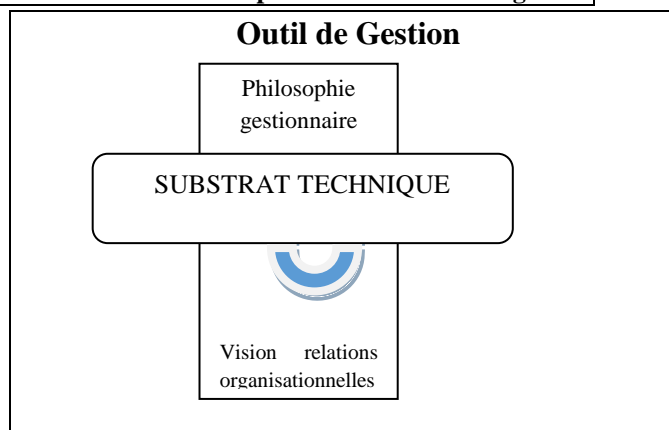 Outil de Gestion
Philosophie
gestionnaire
SUBSTRAT TECHNIQUE
Vision relations
organisationnelles